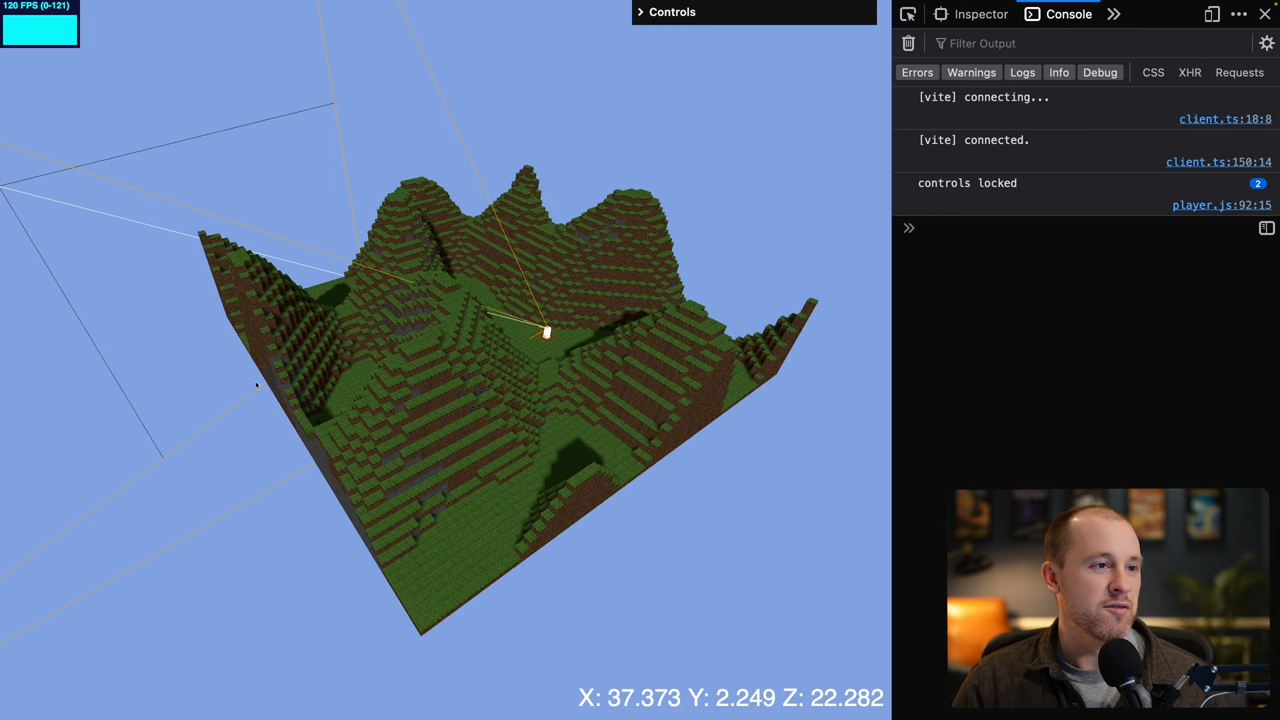 120 FPS (0-121)
Controls
X: 37.373 Y: 2.249 Z: 22.282
Inspector
Console
Filter Output
Errors
Warnings
Logs
Info
Debug
CSS
XHR
Requests
[vite] connecting...
client.ts:18:8
[vite] connected.
client.ts:150:14
controls locked
2
player.js:92:15